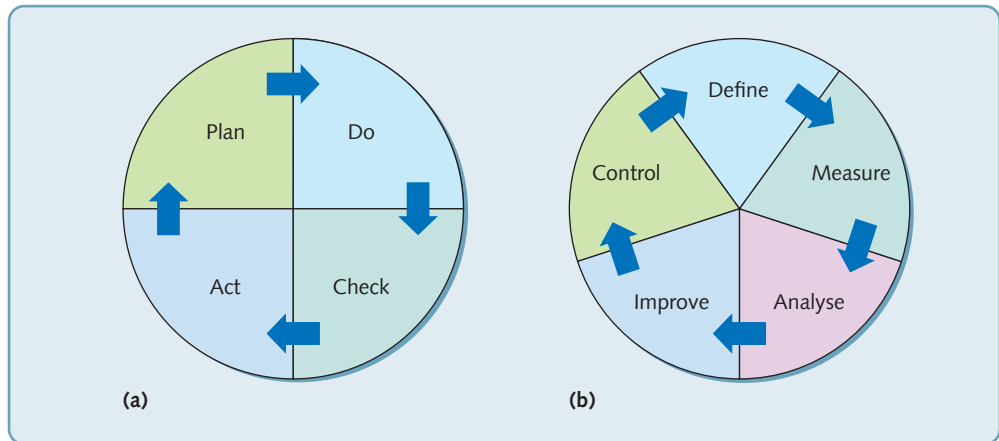 Plan
Do
Act
Check
(a)
Define
Control
Measure
Improve
Analyse
(b)